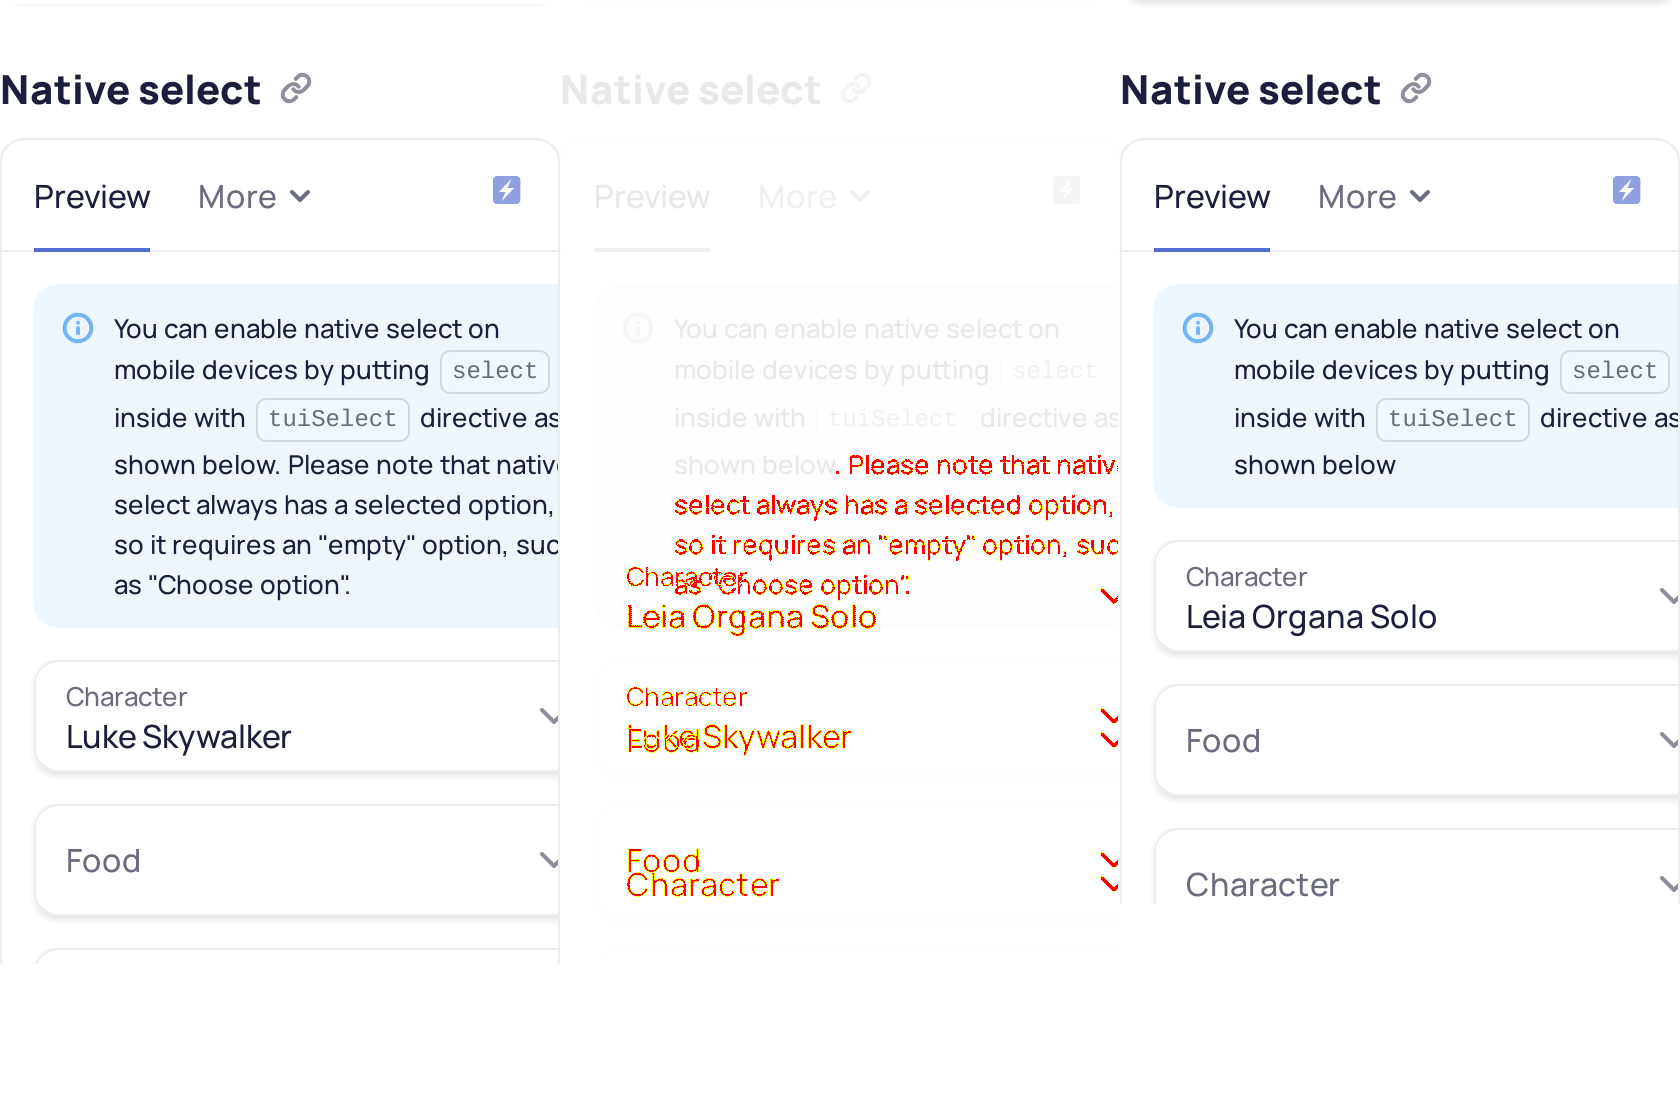 Native select
Preview More
You can enable native select on
mobile devices by putting select
inside with tuiSelect directive as
shown below. Please note that nativ
select always has a selected option,
so it requires an "empty" option, suc
as "Choose option".
Character
Luke Skywalker
Food
Native select
Preview More
You can enable native select on
mobile devices by putting select
inside with tuiSelect directive as
shown below. Please note that nativ
select always has a selected option,
so it requires an "empty" option, suc
Character
as "Choose option".
Leia Organa Solo
Character
Luke Skywalker
Food
Food
Character
Native select
Preview More
You can enable native select on
mobile devices by putting select
inside with tuiSelect directive as
shown below
Character
Leia Organa Solo
Food
Character